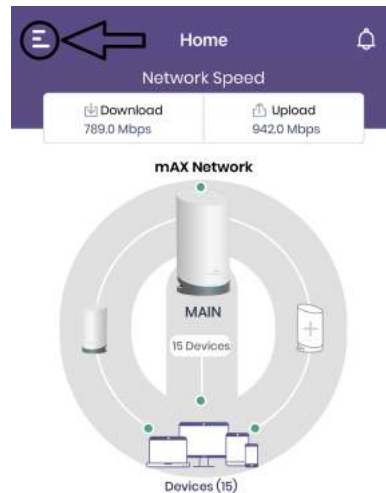 Home
Network Speed
Download
789.0 Mbps
Upload
942.0 Mbps
mAX Network
MAIN
15 Devices
Devices (15)